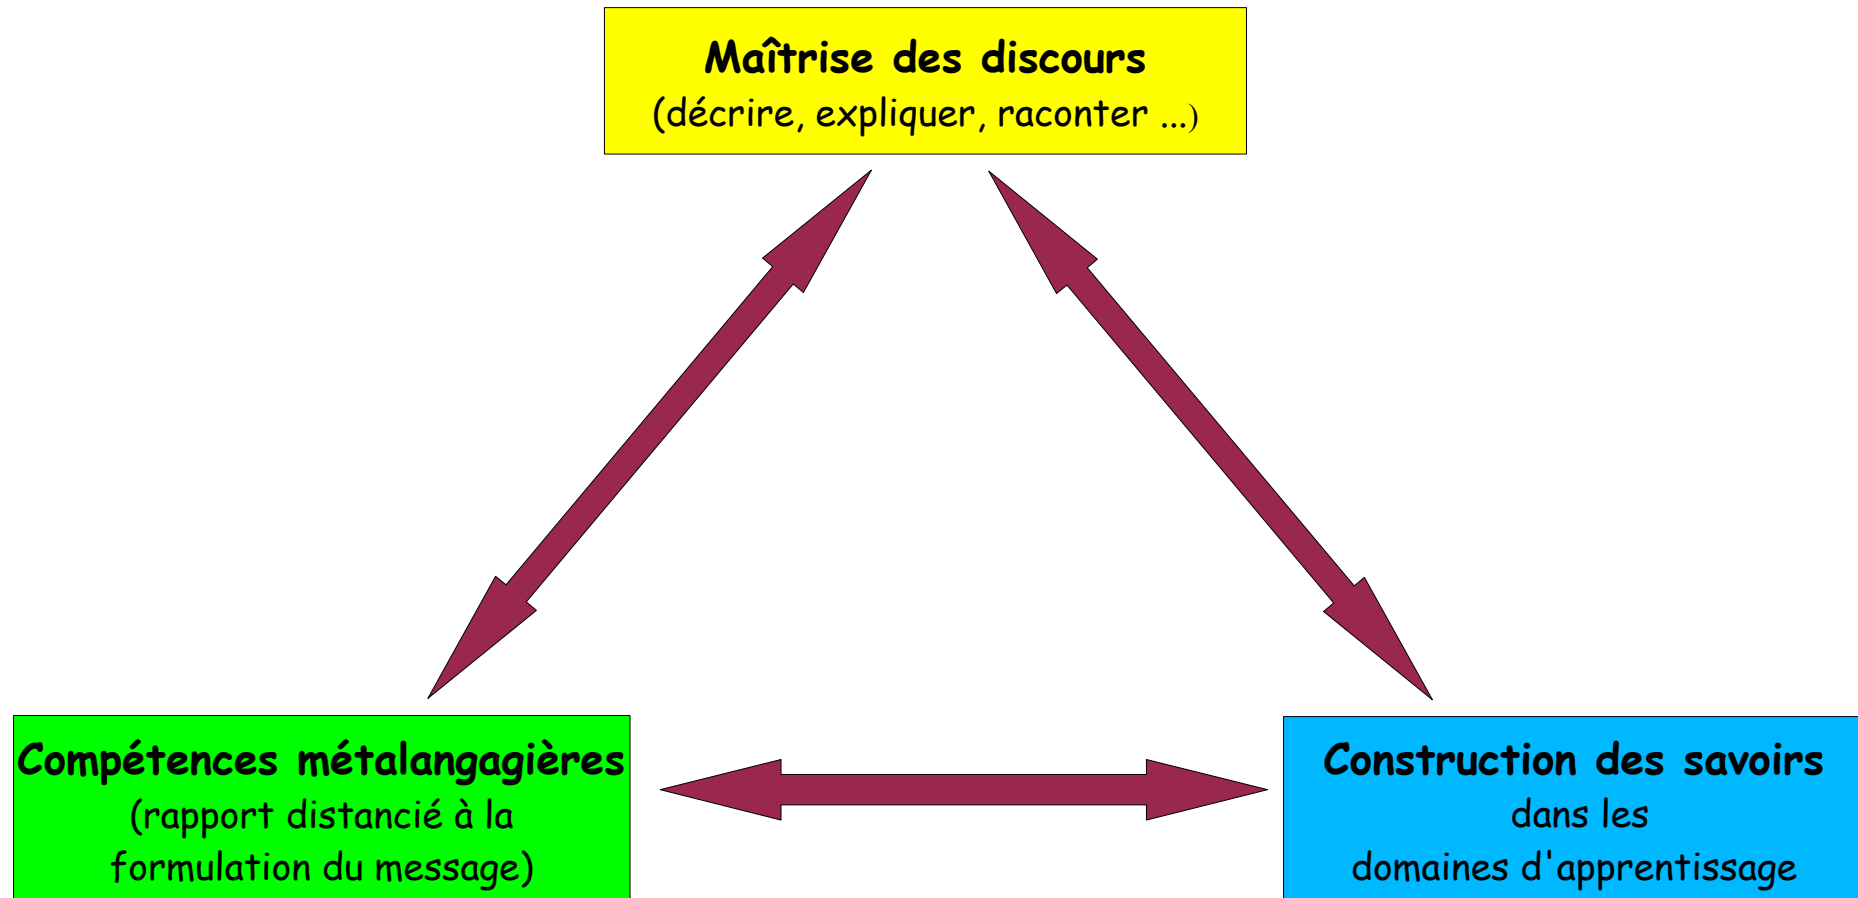 Maîtrise des discours
(décrire, expliquer, raconter ...)
Compétences métalangagières
(rapport distancié à la
formulation du message)
Construction des savoirs
dans les
domaines d'apprentissage